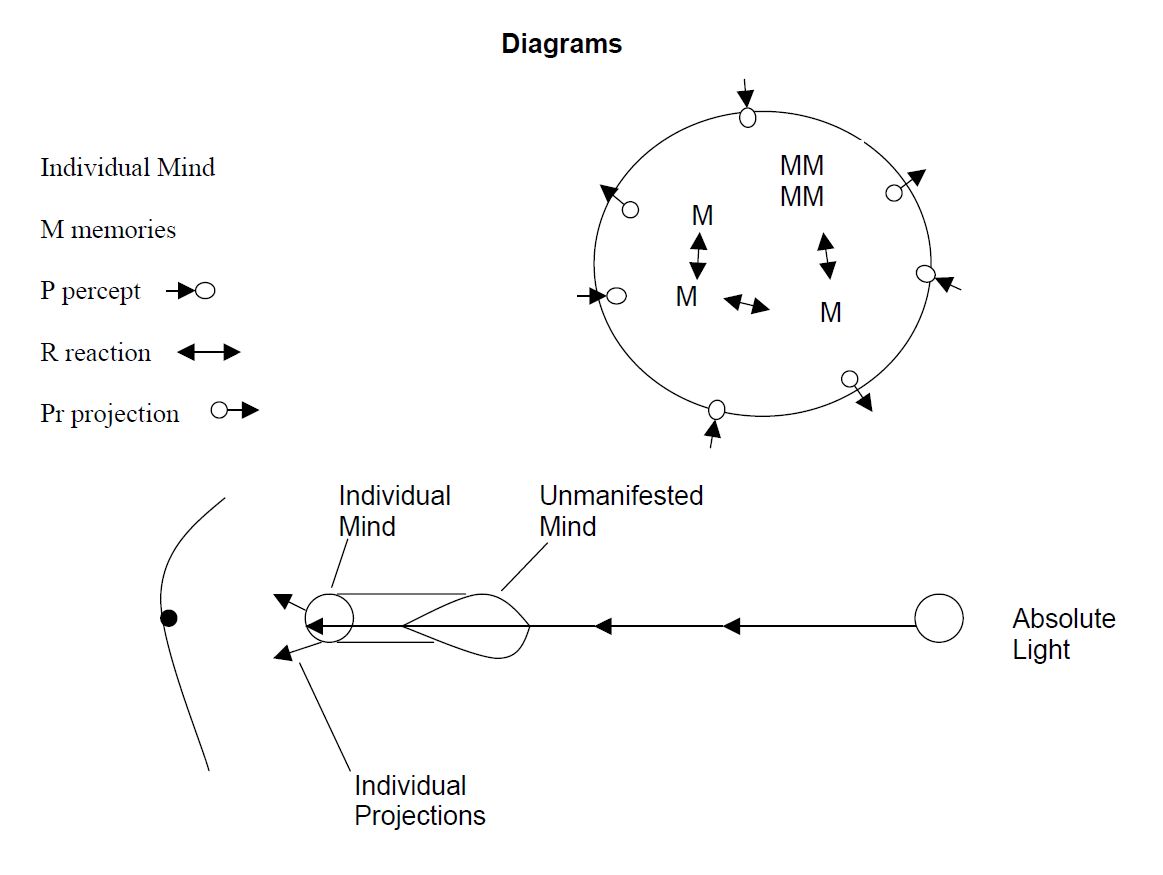 Diagrams
Individual Mind
M memories
P percept
R reaction
Pr projection
MM
MM
M
M
M
Individual
Mind
Unmanifested
Mind
Absolute
Light
Individual
Projections